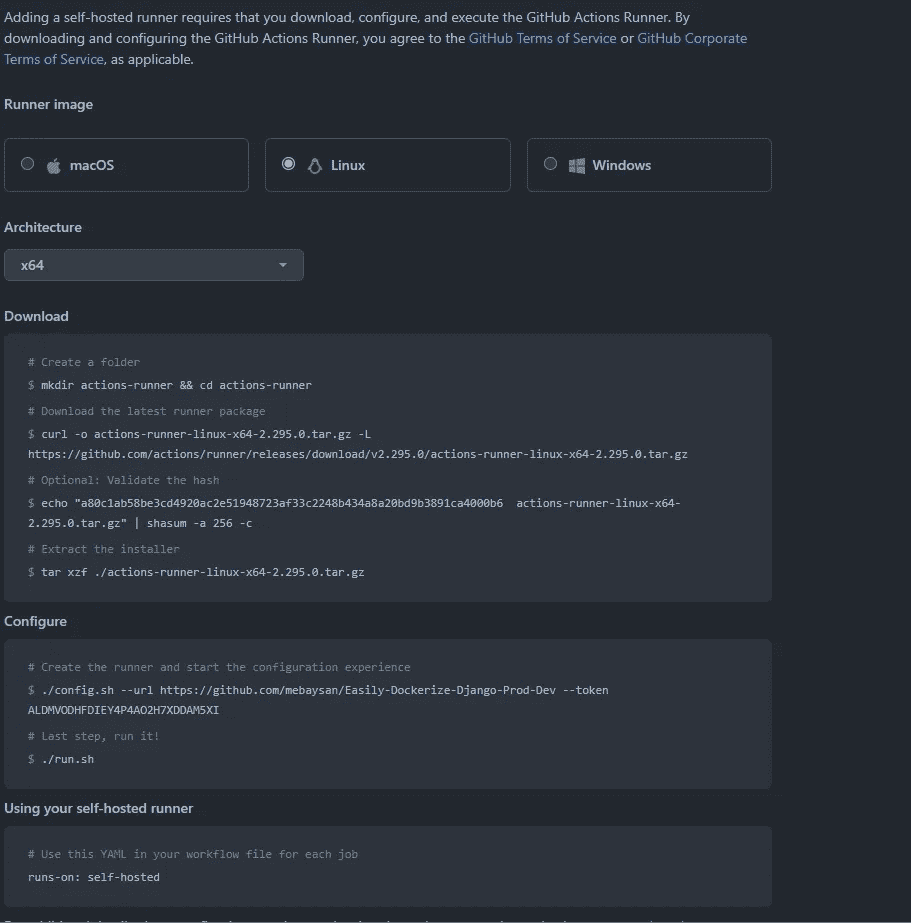 Adding a self-hosted runner requires that you download, configure, and execute the GitHub Actions Runner. By
downloading and configuring the GitHub Actions Runner, you agree to the GitHub Terms of Service or GitHub Corporate
Terms of Service, as applicable.
Runner image
macOS
Linux
Windows
Architecture
x64
Download
# Create a folder
$ mkdir actions-runner && cd actions-runner
# Download the latest runner package
$ curl -o actions-runner-linux-x64-2.295.0.tar.gz -L
https://github.com/actions/runner/releases/download/v2.295.0/actions-runner-linux-x64-2.295.0.tar.gz
# Optional: Validate the hash
$ echo "a80c1ab58be3cd4920ac2e51948723af33c2248b434a8a20bd9b3891ca4000b6  actions-runner-linux-x64-
2.295.0.tar.gz" | shasum -a 256 -c
# Extract the installer
$ tar xzf ./actions-runner-linux-x64-2.295.0.tar.gz
Configure
# Create the runner and start the configuration experience
$ ./config.sh --url https://github.com/mebaysan/Easily-Dockerize-Django-Prod-Dev --token
ALDMVODHFDIEY4P4AO2H7XDDAM5XI
# Last step, run it!
$ ./run.sh
Using your self-hosted runner
# Use this YAML in your workflow file for each job
runs-on: self-hosted